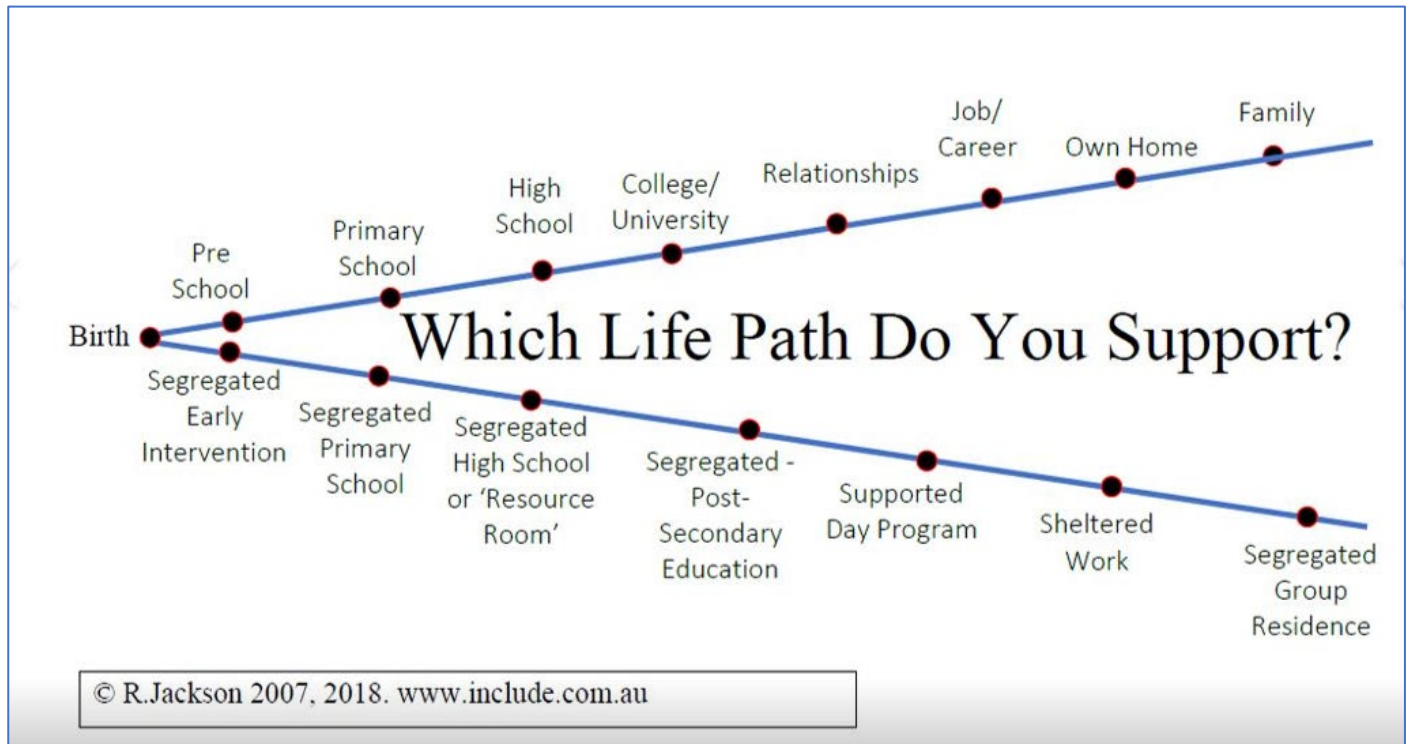 Job/
Career
Own Home
Family
High
School
College/
University
Relationships
Pre
School
Primary
School
Birth
Which Life Path Do You Support?
Segregated
Early
Intervention
Segregated
Primary
School
Segregated
High School
or ‘Resource
Room’
Segregated -
Post-
Secondary
Education
Supported
Day Program
Sheltered
Work
Segregated
Group
Residence
© R.Jackson 2007, 2018. www.include.com.au